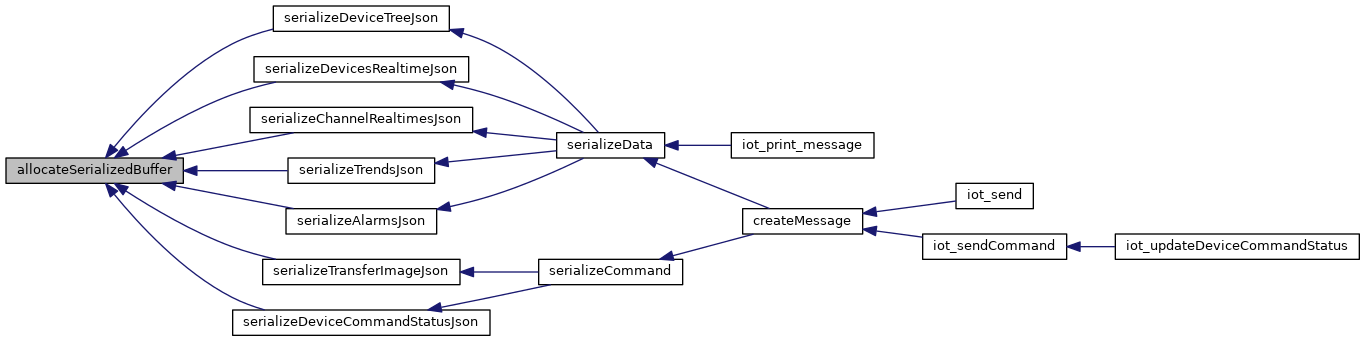 serializeDeviceTreeJson
serializeDevicesRealtimeJson
serializeChannelRealtimesJson
serializeData
iot_print_message
allocateSerializedBuffer
serializeTrendsJson
iot_send
serializeAlarmsJson
createMessage
iot_sendCommand
iot_updateDeviceCommandStatus
serializeTransferImageJson
serializeCommand
serializeDeviceCommandStatusJson